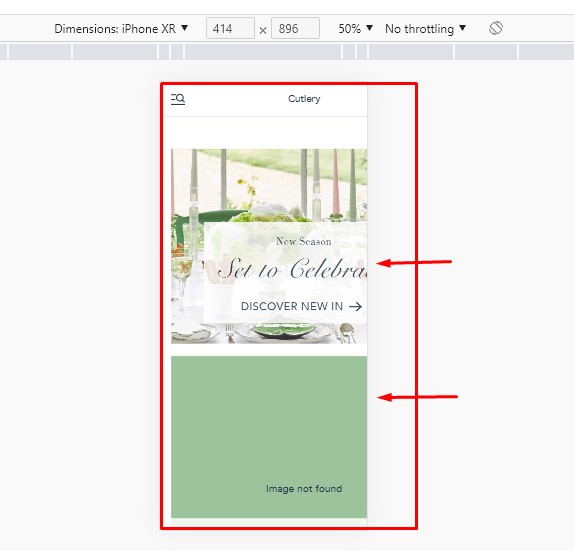 Dimensions: iPhone XR ▼ 414 × 896 50% ▼ No throttling ▼
Cutlery
New Season
Set to Celebra
DISCOVER NEW IN →
Image not found